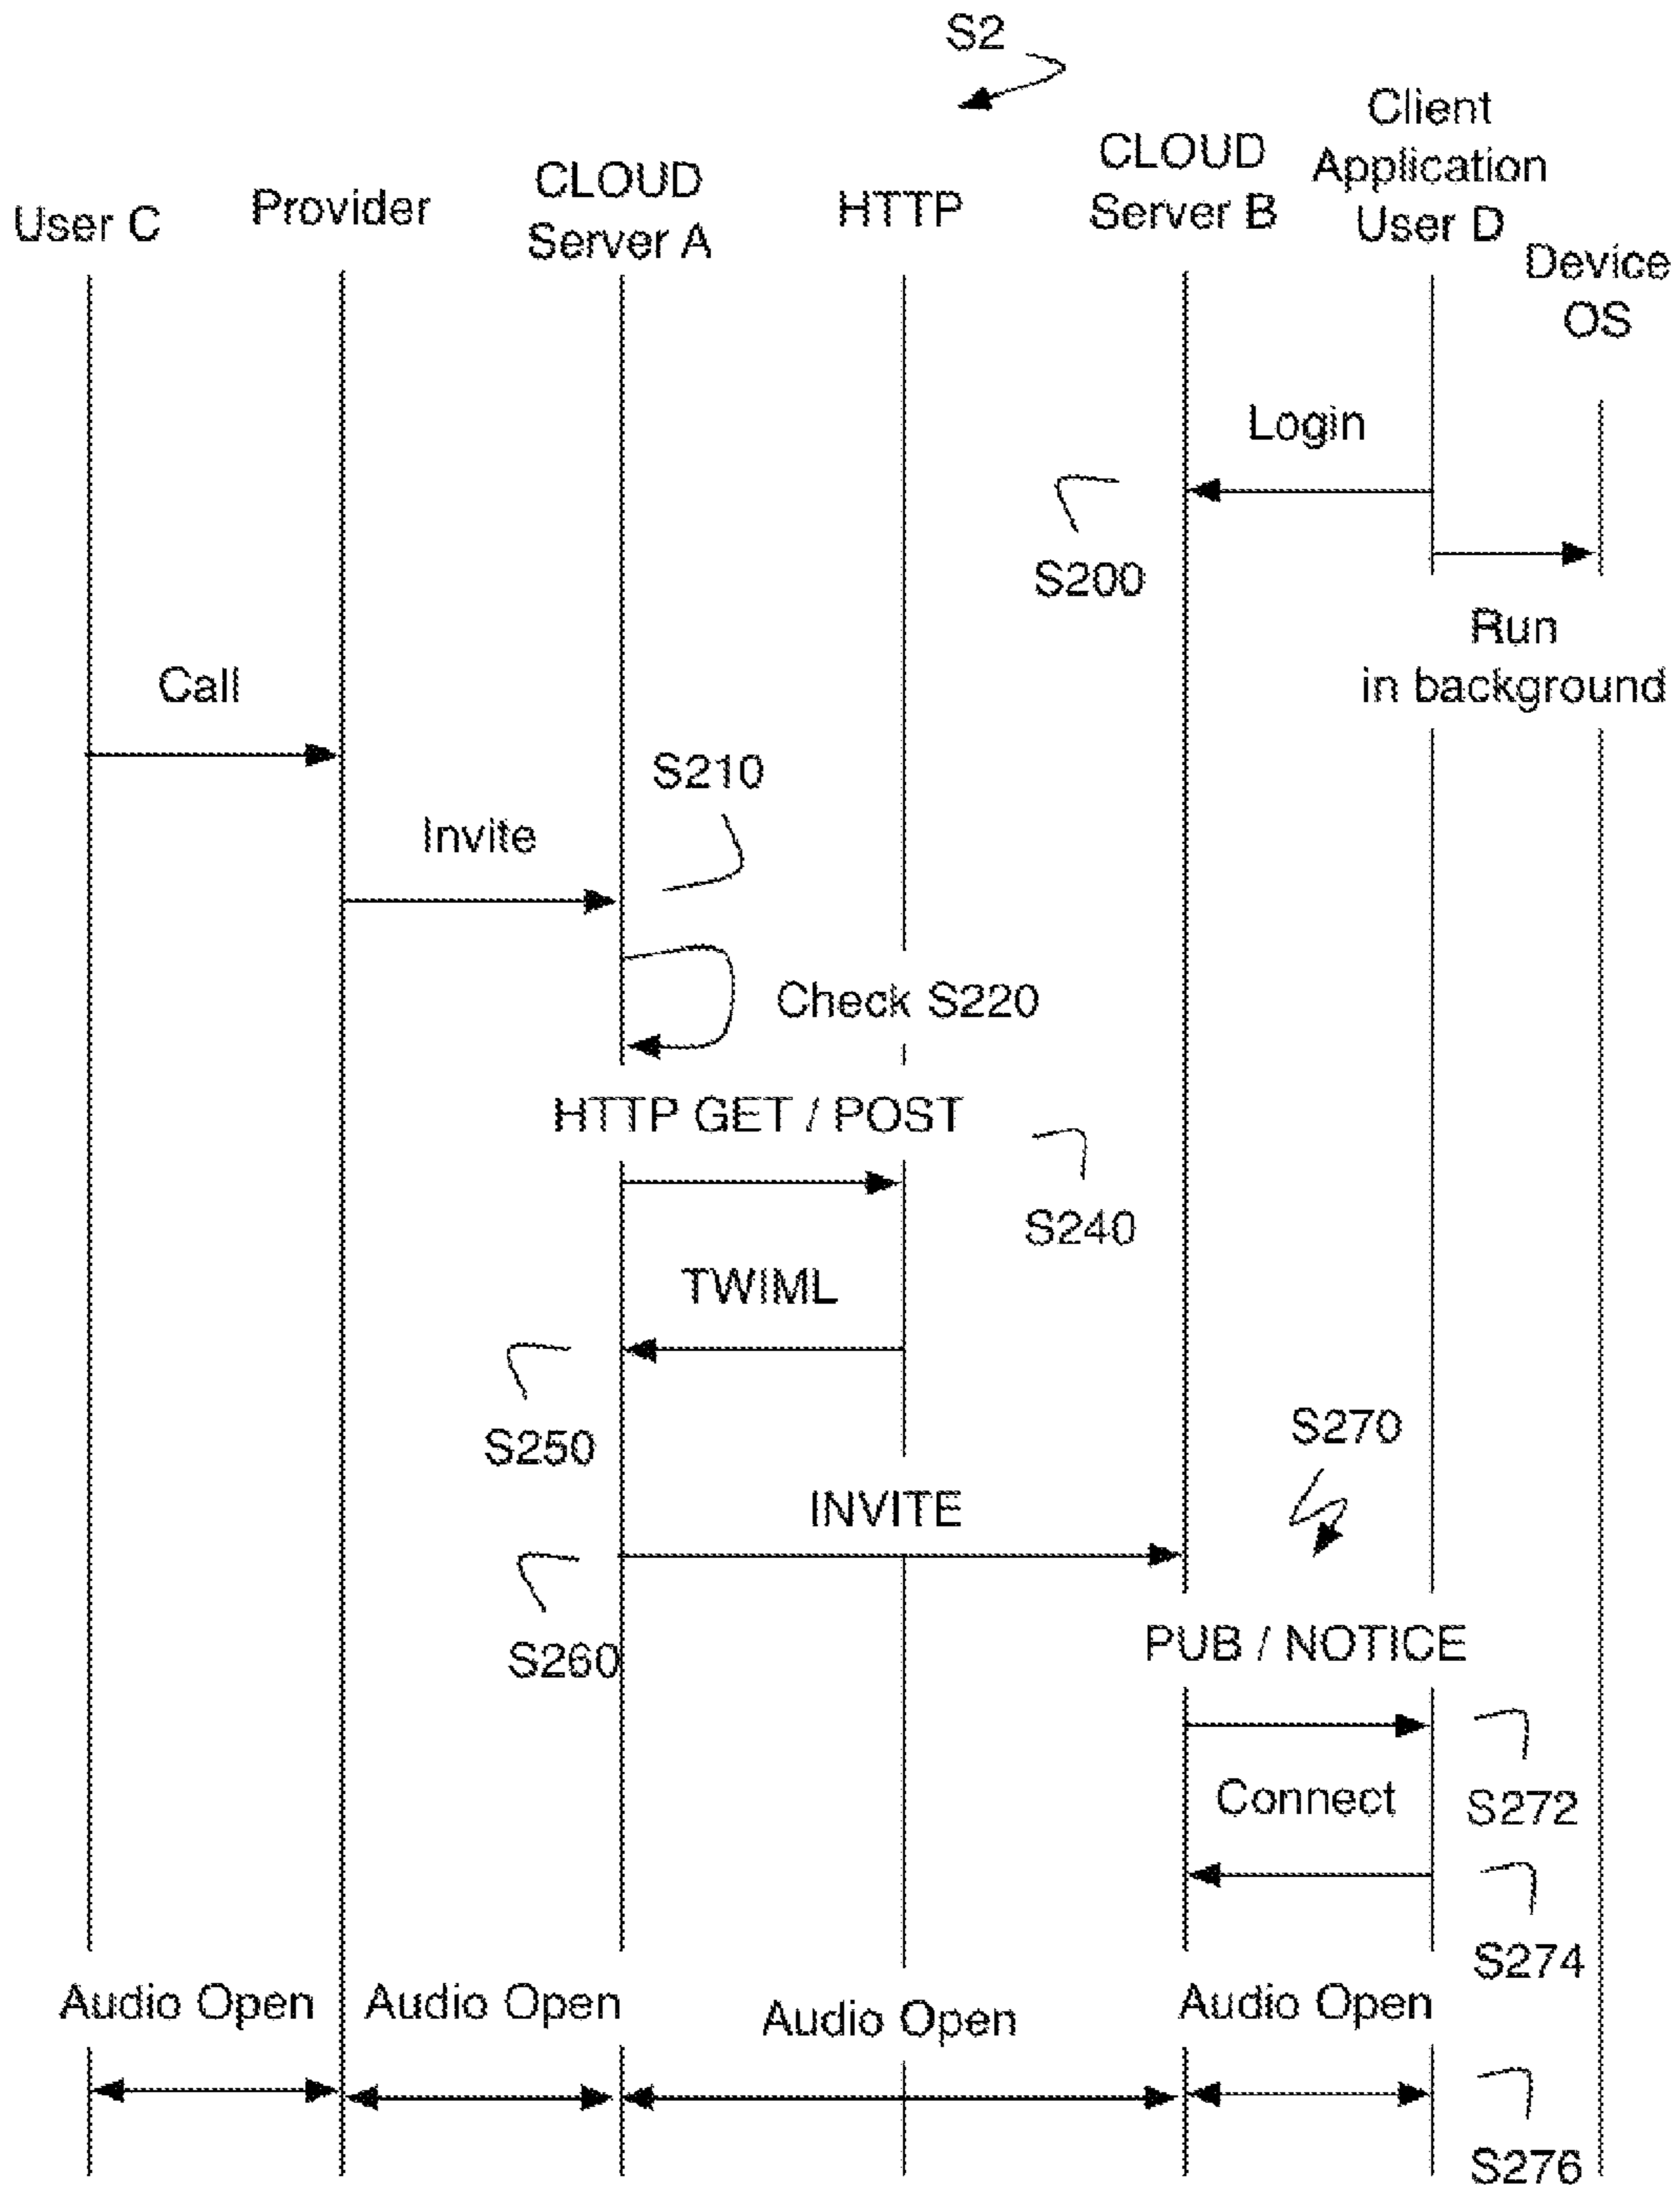 S2
User C
Provider
CLOUD
Server A
HTTP
CLOUD
Server B
Client
Application
User D
Device
OS
Login
S200
Run
in background
Call
S210
Invite
Check S220
HTTP GET / POST
S240
TWIML
S250
S270
INVITE
S260
PUB / NOTICE
S272
Connect
S274
Audio Open
Audio Open
Audio Open
Audio Open
S276